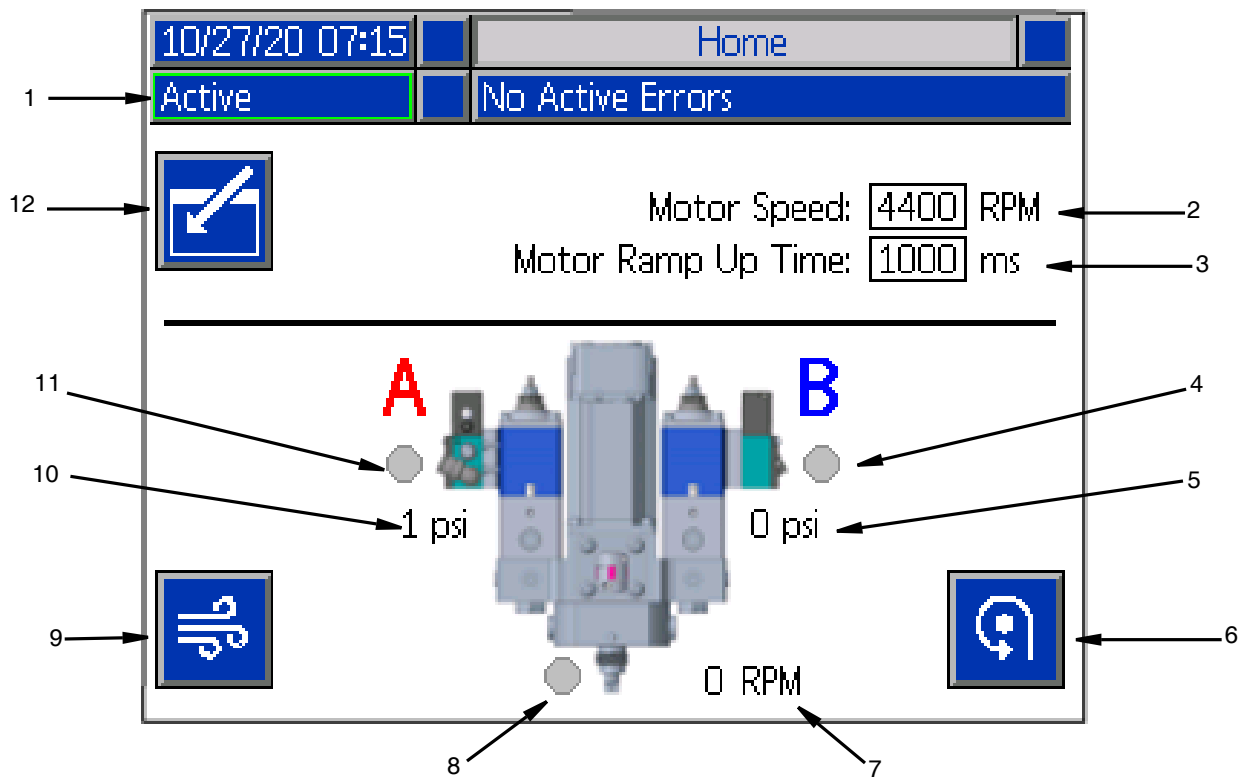 10/27/20 07:15
Home
1
Active
No Active Errors
12
Motor Speed: 4400 RPM
2
Motor Ramp Up Time: 1000 ms
3
11
A
B
4
10
1 psi
0 psi
5
9
6
0 RPM
8
7